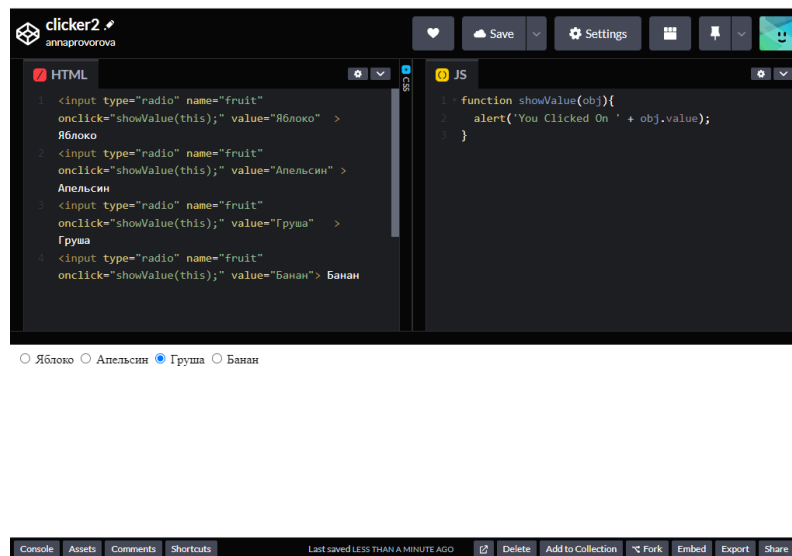 clicker2
annaprovorova
Save
Settings
HTML
CSS
JS
1 <input type="radio" name="fruit"
onclick="showValue(this);" value="Яблоко"  >
Яблоко
2 <input type="radio" name="fruit"
onclick="showValue(this);" value="Апельсин" >
Апельсин
3 <input type="radio" name="fruit"
onclick="showValue(this);" value="Груша"   >
Груша
4 <input type="radio" name="fruit"
onclick="showValue(this);" value="Банан"> Банан
1 function showValue(obj){
2 alert('You Clicked On ' + obj.value);
3 }
Яблоко Апельсин Груша Банан
Console Assets Comments Shortcuts Last saved LESS THAN A MINUTE AGO Delete Add to Collection Fork Embed Export Share